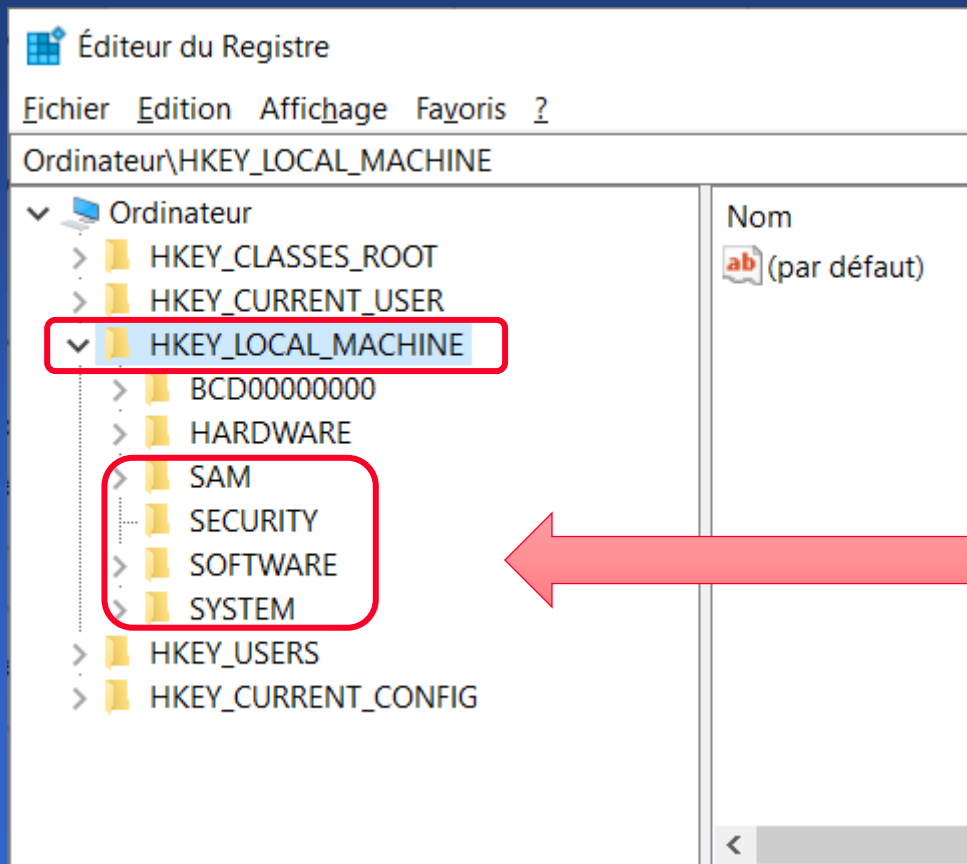 Éditeur du Registre
Fichier Edition Affichage Favoris ?
Ordinateur\HKEY_LOCAL_MACHINE
Ordinateur
HKEY_CLASSES_ROOT
HKEY_CURRENT_USER
HKEY_LOCAL_MACHINE
BCD00000000
HARDWARE
SAM
SECURITY
SOFTWARE
SYSTEM
HKEY_USERS
HKEY_CURRENT_CONFIG
Nom
ab (par défaut)